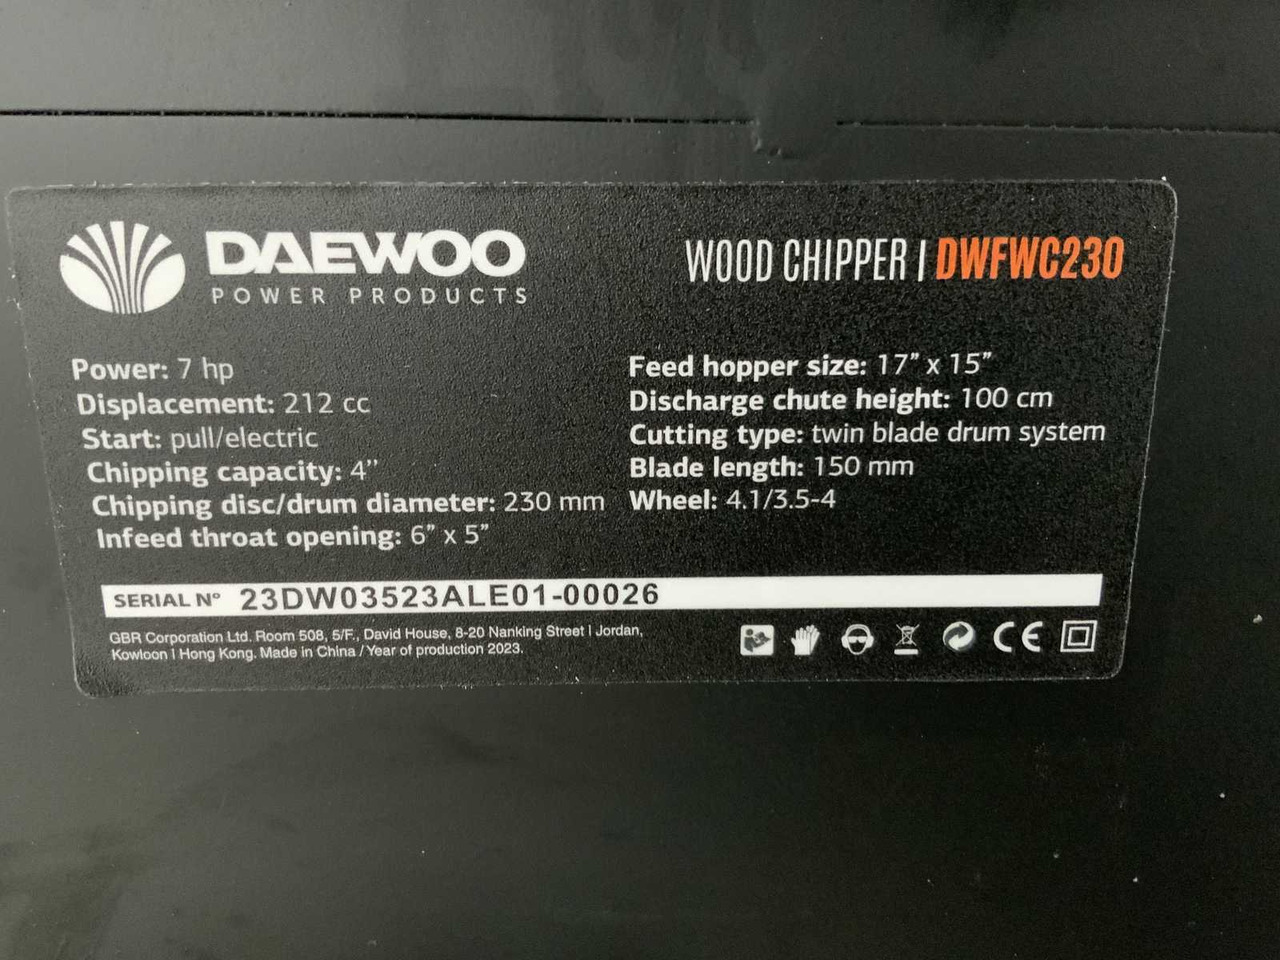 DAEWOO
POWER PRODUCTS
WOOD CHIPPER | DWFWC230
Power: 7 hp
Displacement: 212 cc
Start: pull/electric
Chipping capacity: 4’’
Chipping disc/drum diameter: 230 mm
Infeed throat opening: 6” x 5”
Feed hopper size: 17” x 15”
Discharge chute height: 100 cm
Cutting type: twin blade drum system
Blade length: 150 mm
Wheel: 4.1/3.5-4
SERIAL Nº 23DW03523ALE01-00026
GBR Corporation Ltd. Room 508, 5/F., David House, 8-20 Nanking Street | Jordan,
Kowloon | Hong Kong. Made in China / Year of production 2023.
CE